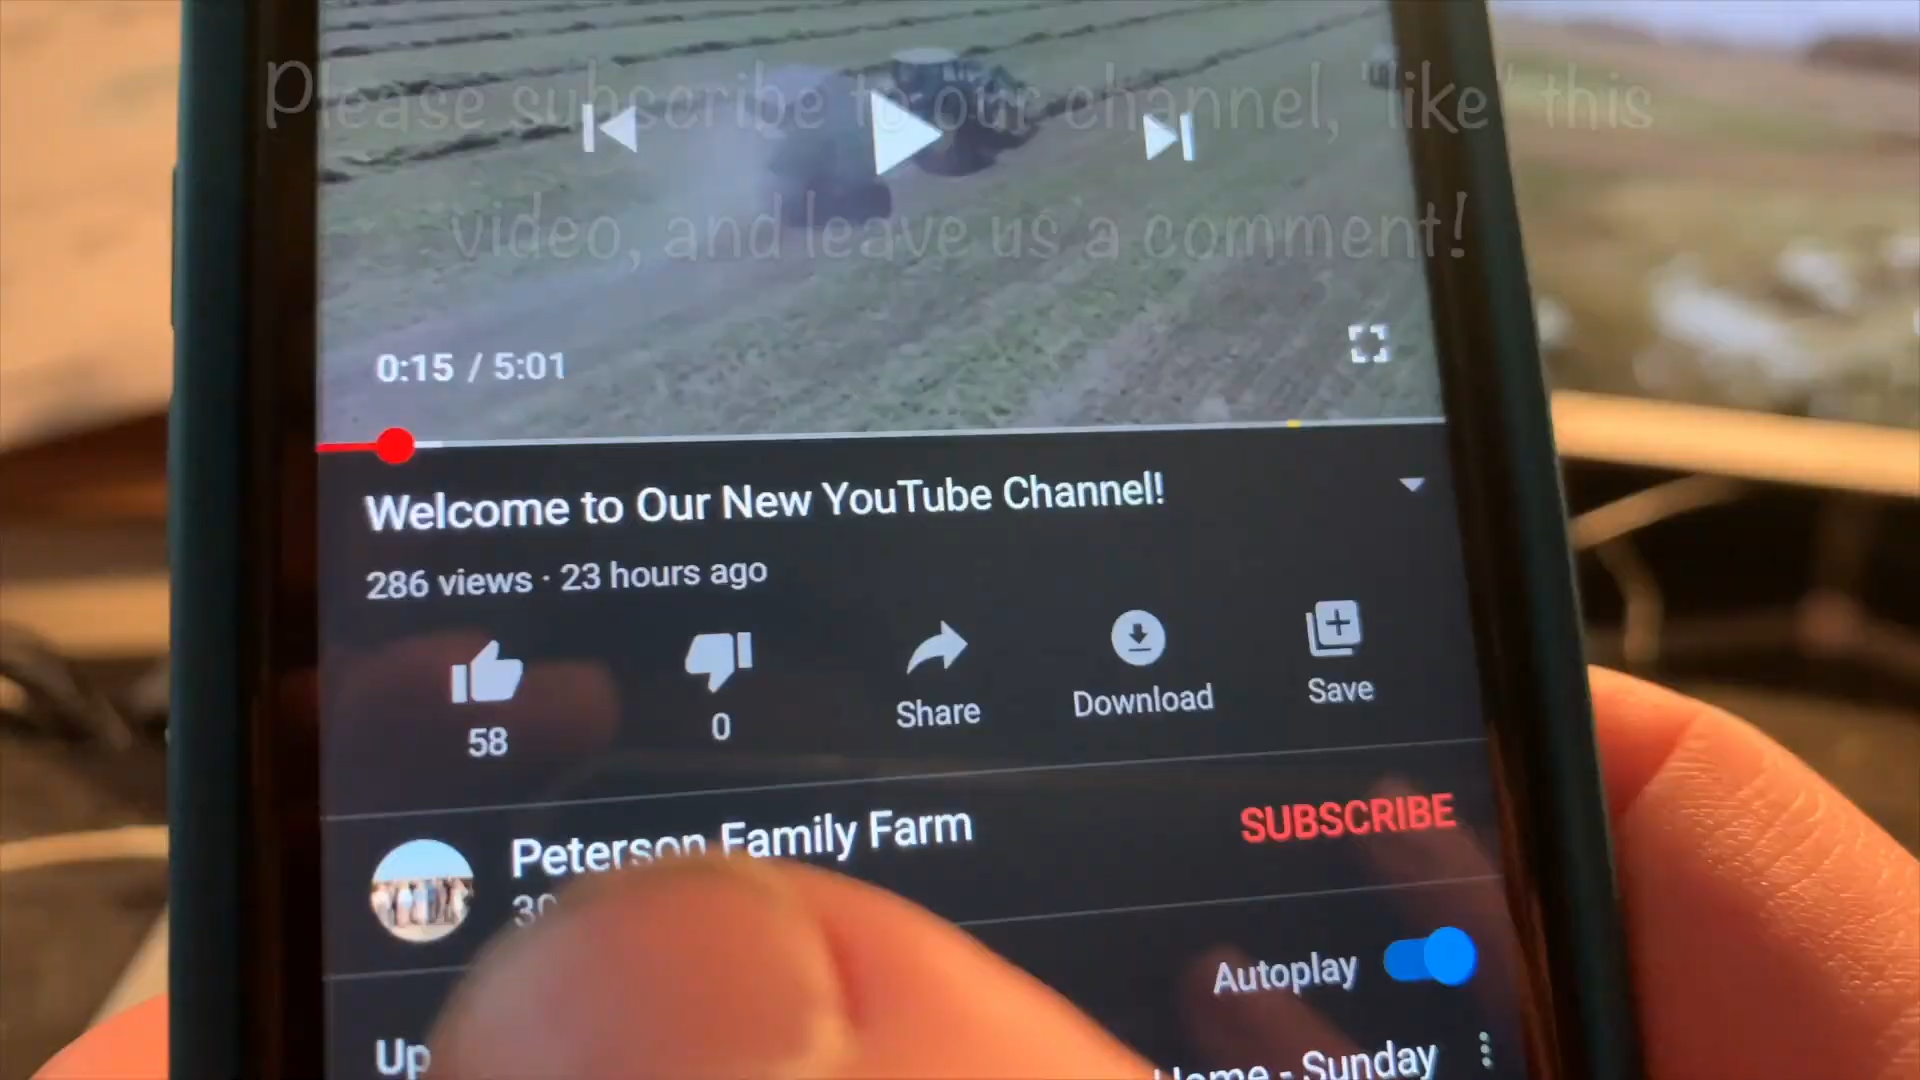 Please subscribe to our channel, "like" this
video, and leave us a comment!
0:15 / 5:01
Welcome to Our New YouTube Channel!
286 views · 23 hours ago
58
0
Share
Download
Save
Peterson Family Farm
SUBSCRIBE
Autoplay
Up
Home - Sunday